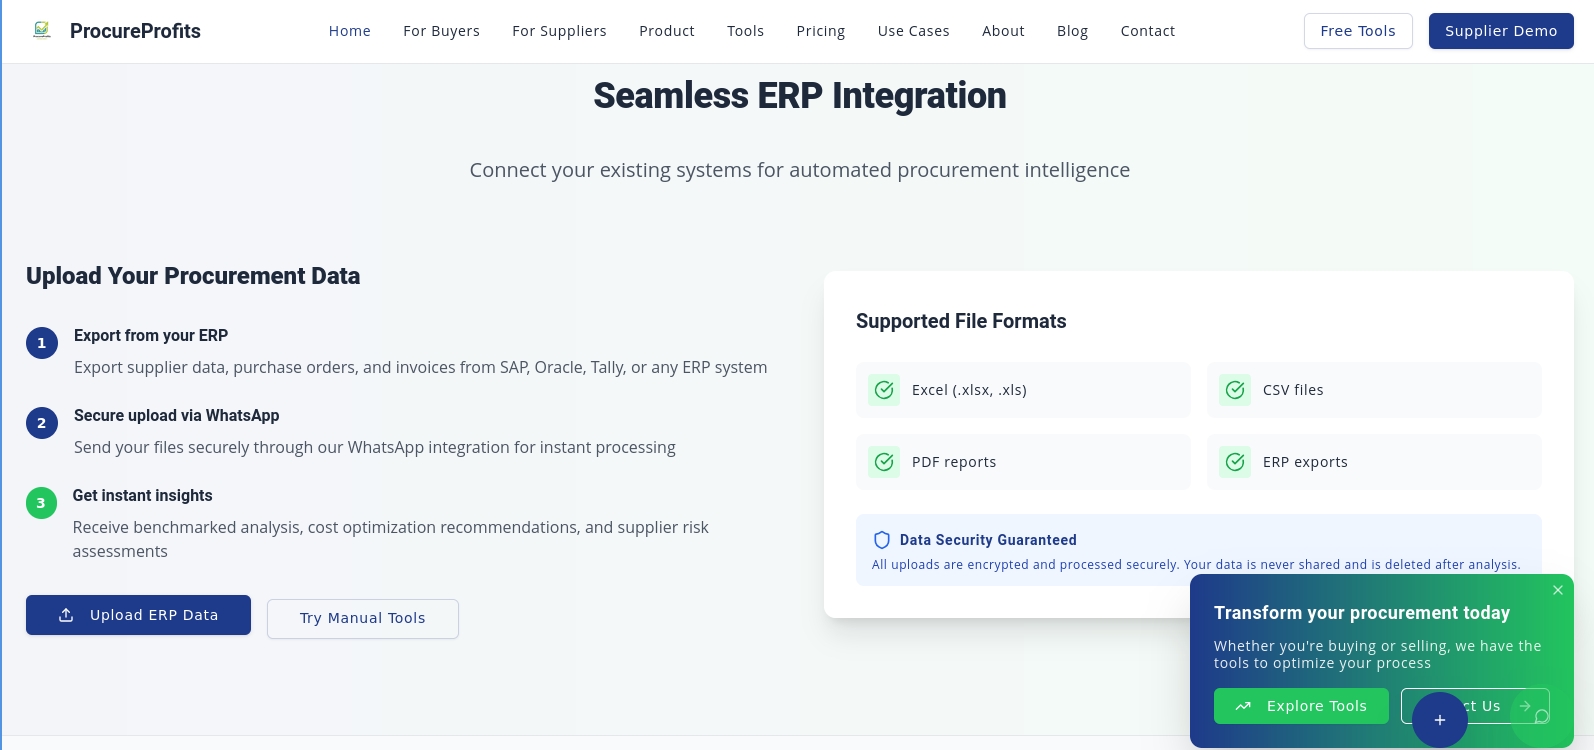 ProcureProfits
Home
For Buyers
For Suppliers
Product
Tools
Pricing
Use Cases
About
Blog
Contact
Free Tools
Supplier Demo
Seamless ERP Integration
Connect your existing systems for automated procurement intelligence
Upload Your Procurement Data
1
Export from your ERP
Export supplier data, purchase orders, and invoices from SAP, Oracle, Tally, or any ERP system
2
Secure upload via WhatsApp
Send your files securely through our WhatsApp integration for instant processing
3
Get instant insights
Receive benchmarked analysis, cost optimization recommendations, and supplier risk
assessments
Upload ERP Data
Try Manual Tools
Supported File Formats
Excel (.xlsx, .xls)
CSV files
PDF reports
ERP exports
Data Security Guaranteed
All uploads are encrypted and processed securely. Your data is never shared and is deleted after analysis.
Transform your procurement today
Whether you're buying or selling, we have the
tools to optimize your process
Explore Tools
Us
+